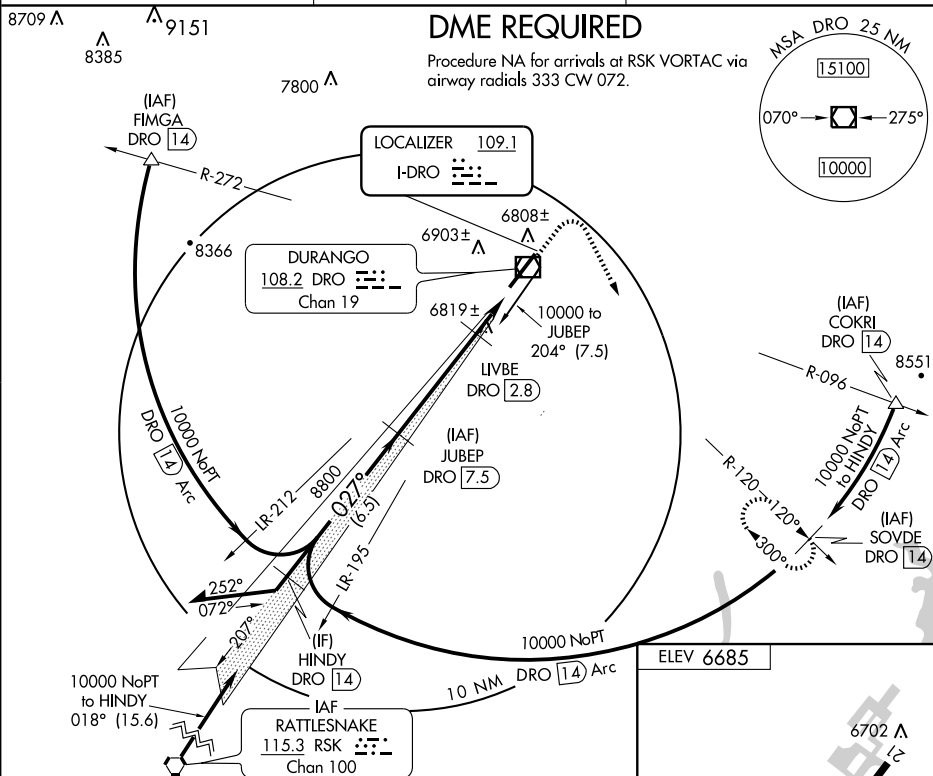 8709
9151
8385
DME REQUIRED
Procedure NA for arrivals at RSK VORTAC via
airway radials 333 CW 072.
MSA DRO 25 NM
15100
070°
275°
10000
7800
(IAF)
FIMGA
DRO 14
R-272
LOCALIZER 109.1
I-DRO
8366
6903±
6808±
DURANGO
108.2 DRO
Chan 19
6819±
10000 to
JUBEP
204° (7.5)
LIVBE
DRO 2.8
(IAF)
COKRI
DRO 14
8551
R-096
10000 NoPT
to HINDY
DRO 14 Arc
10000 NoPT
DRO 14 Arc
(IAF)
JUBEP
DRO 7.5
LR-212
8800
027°
(6.5)
LR-195
R-120
120°
300°
(IAF)
SOVDE
DRO 14
252°
072°
207°
(IF)
HINDY
DRO 14
10000 NoPT
DRO 14 Arc
10 NM
10000 NoPT
to HINDY
018° (15.6)
IAF
RATTLESNAKE
115.3 RSK
Chan 100
ELEV 6685
6702
21